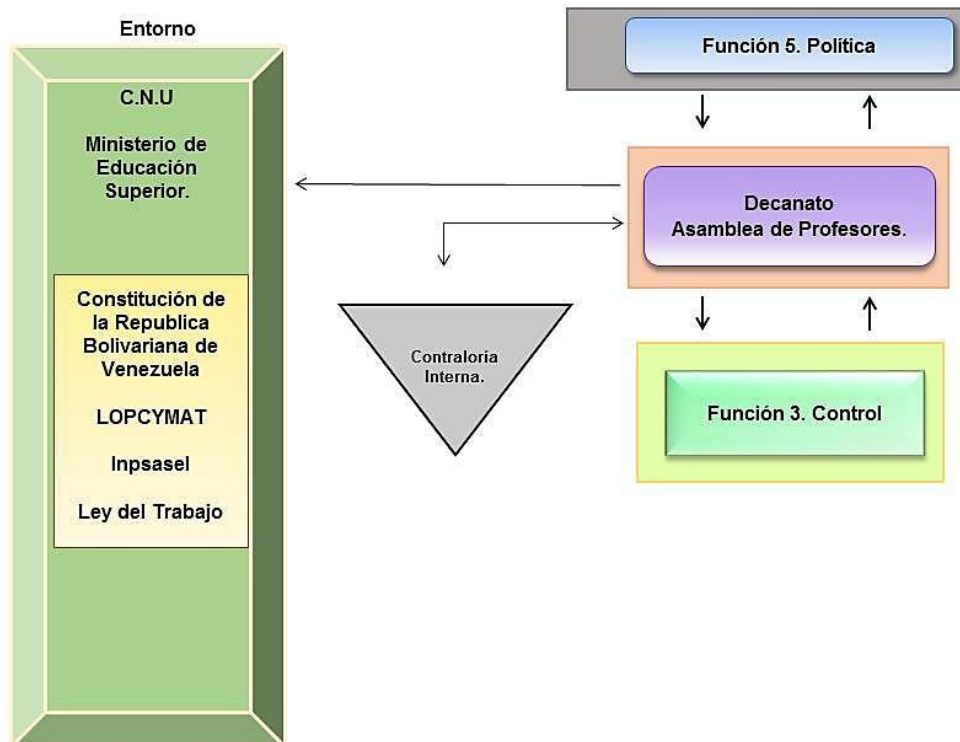 Entorno
C.N.U
Ministerio de
Educación
Superior.
Constitución de
la Republica
Bolivariana de
Venezuela
LOPCYMAT
Inpsasel
Ley del Trabajo
Función 5. Política
Decanato
Asamblea de Profesores.
Contraloría
Interna.
Función 3. Control